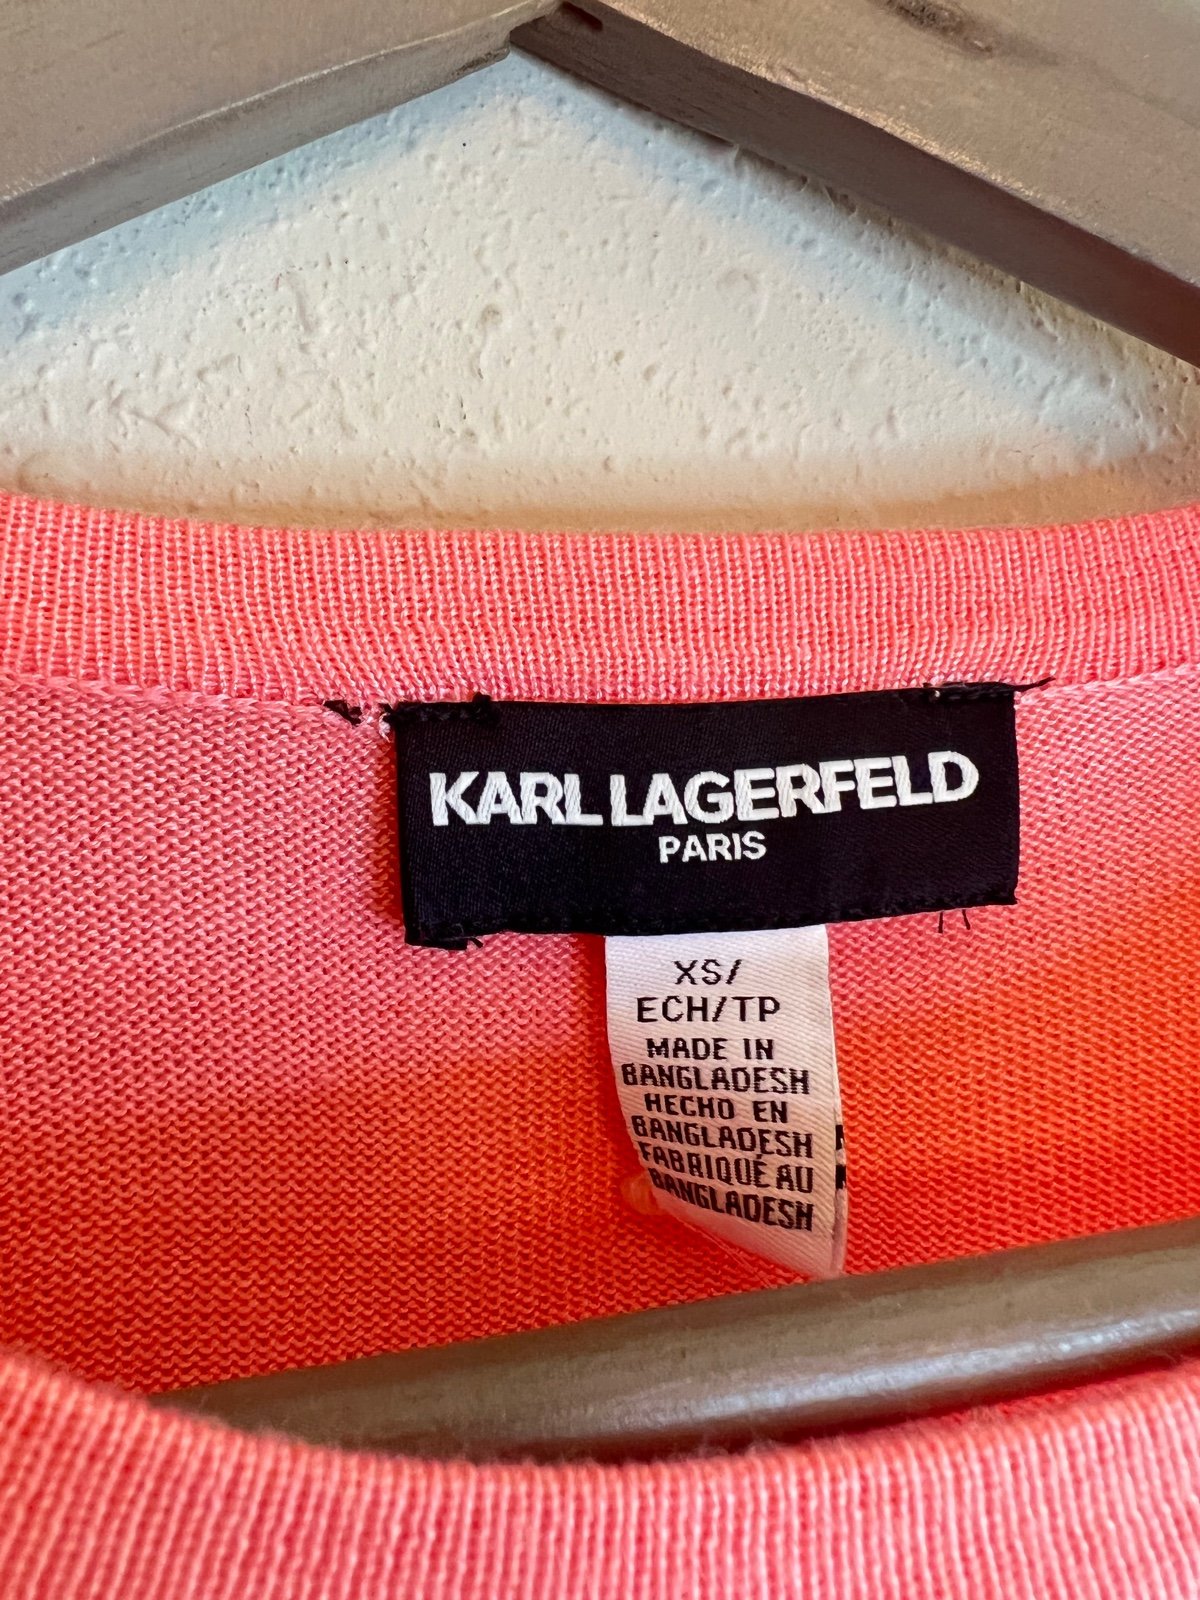 KARL LAGERFELD
PARIS
XS/
ECH/TP
MADE IN
BANGLADESH
HECHO EN
BANGLADESH
FABRIQUÉ AU
BANGLADESH